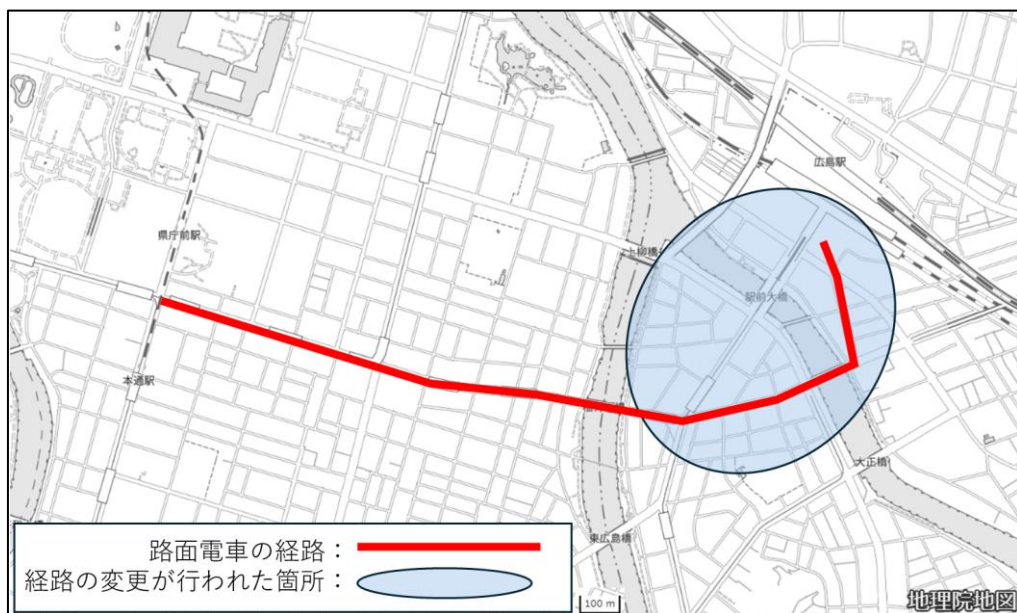 広島駅
県庁前駅
上柳橋
駅前大橋
本通駅
大正橋
東広島橋
路面電車の経路：
経路の変更が行われた箇所：
100 m
地理院地図